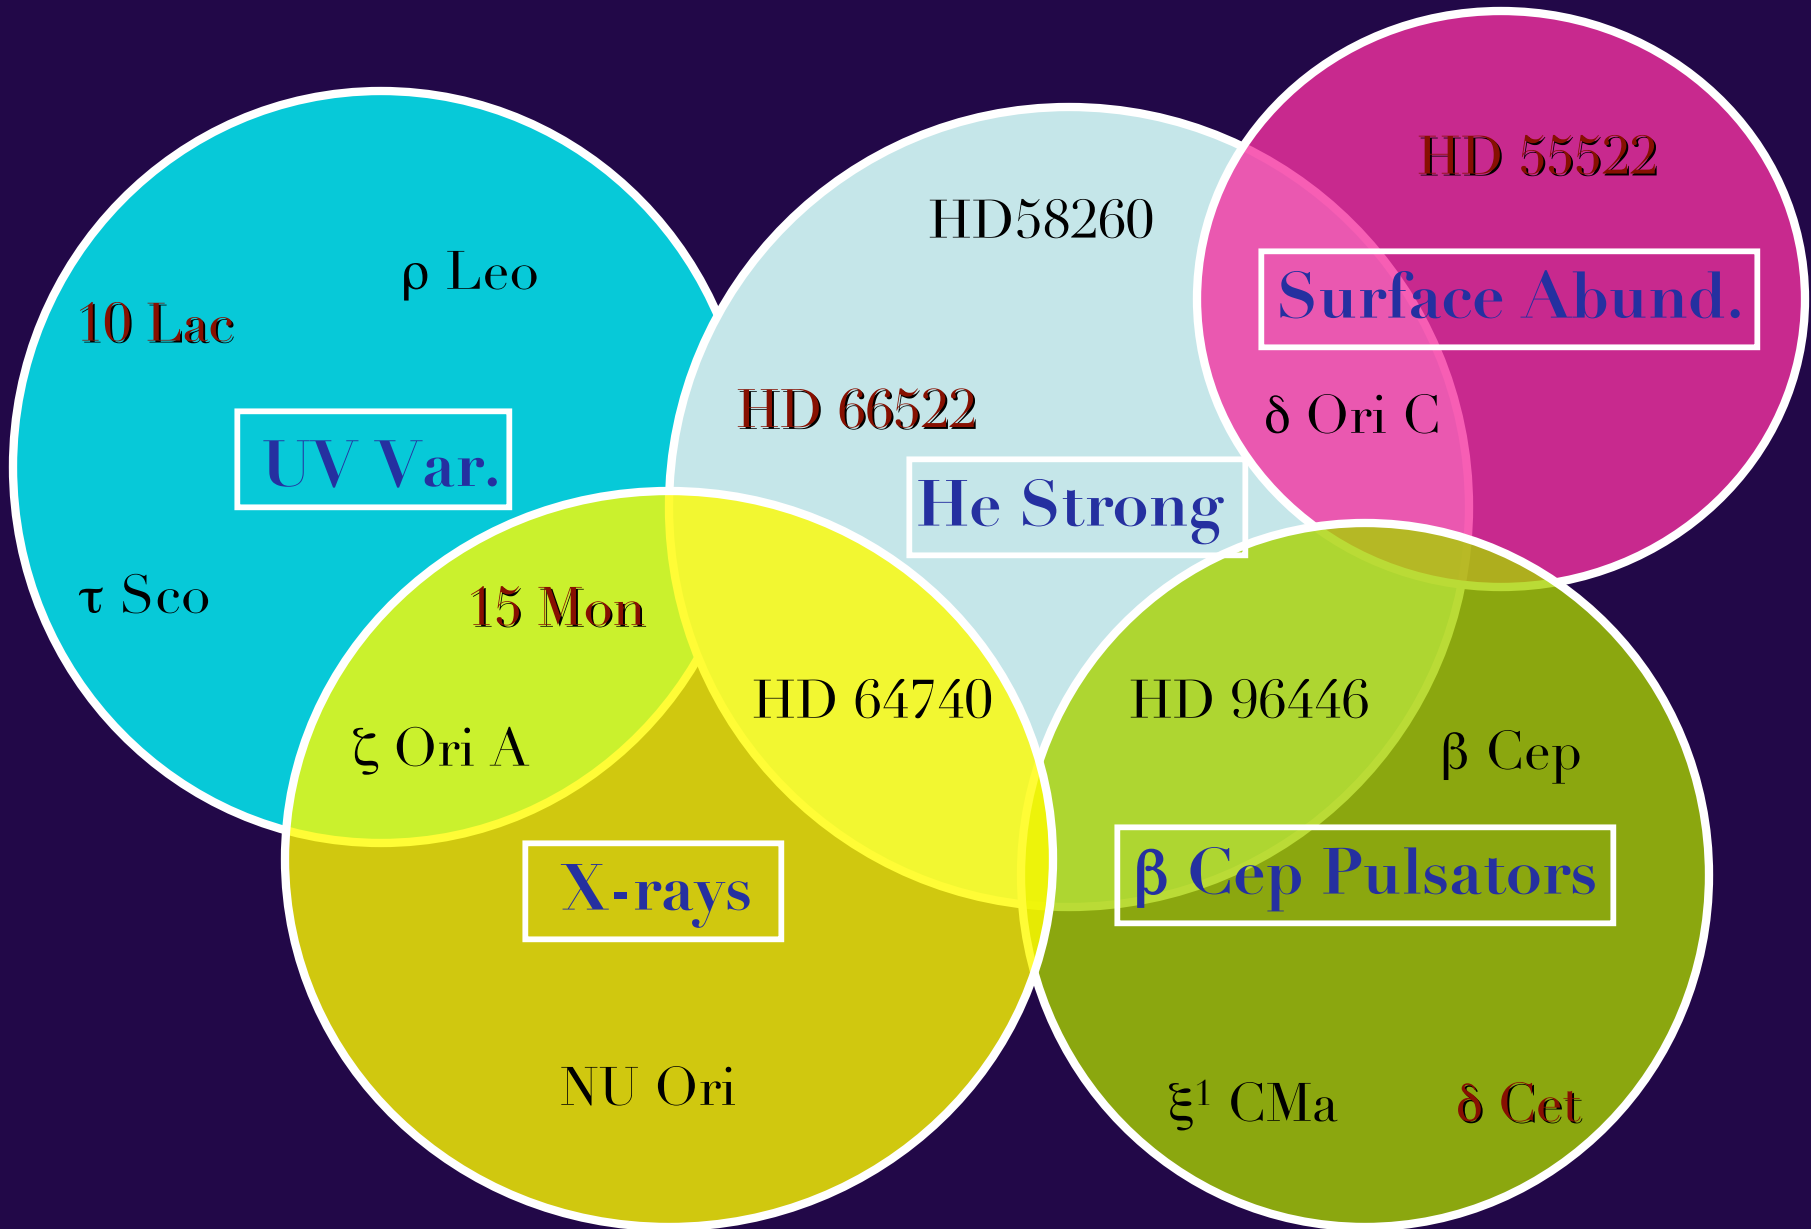 HD 55522
HD58260
ρ Leo
Surface Abund.
10 Lac
HD 66522
δ Ori C
UV Var.
He Strong
τ Sco
15 Mon
HD 64740
HD 96446
ζ Ori A
β Cep
X-rays
β Cep Pulsators
NU Ori
ξ¹ CMa
δ Cet